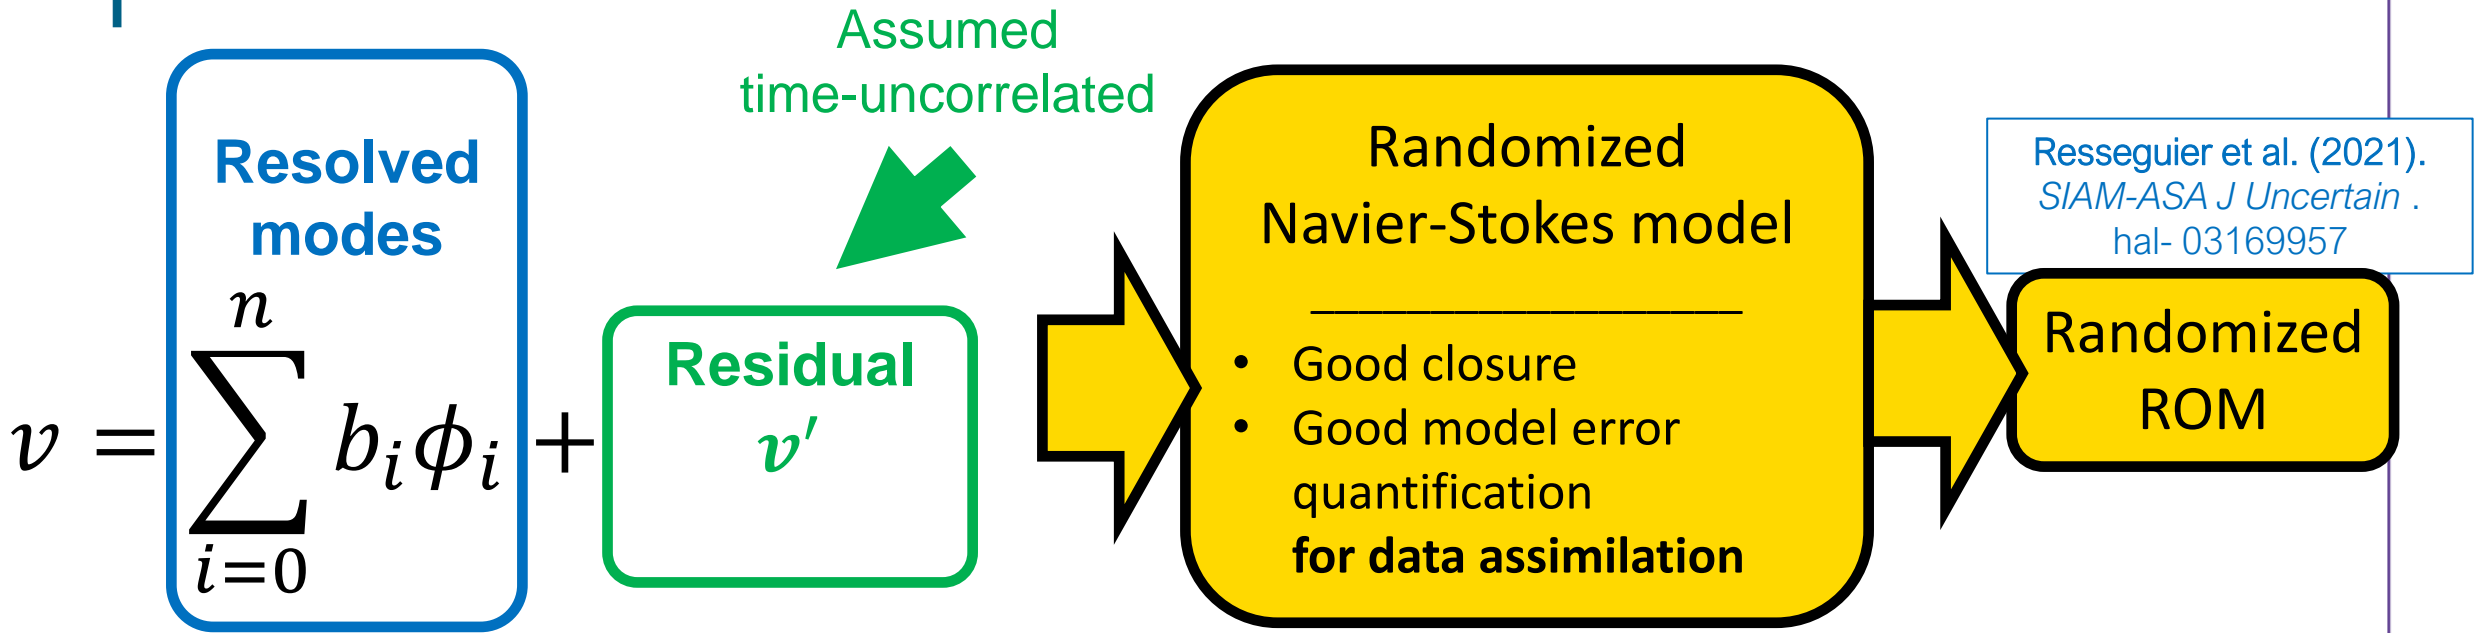 Assumed
time-uncorrelated
Resolved
modes
n
v = ∑ b_i ϕ_i +
i=0
Residual
v′
Randomized
Navier-Stokes model
__________________
• Good closure
• Good model error
quantification
for data assimilation
Resseguier et al. (2021).
SIAM-ASA J Uncertain .
hal- 03169957
Randomized
ROM